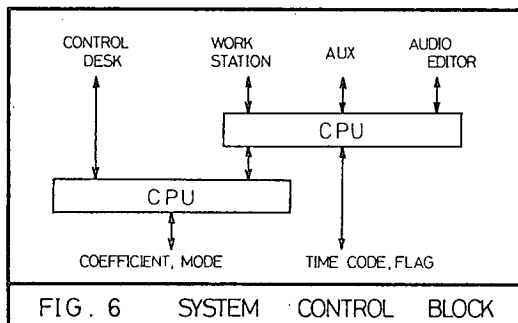 CONTROL
DESK
WORK
STATION
AUX
AUDIO
EDITOR
CPU
CPU
COEFFICIENT, MODE
TIME CODE, FLAG
FIG. 6 SYSTEM CONTROL BLOCK